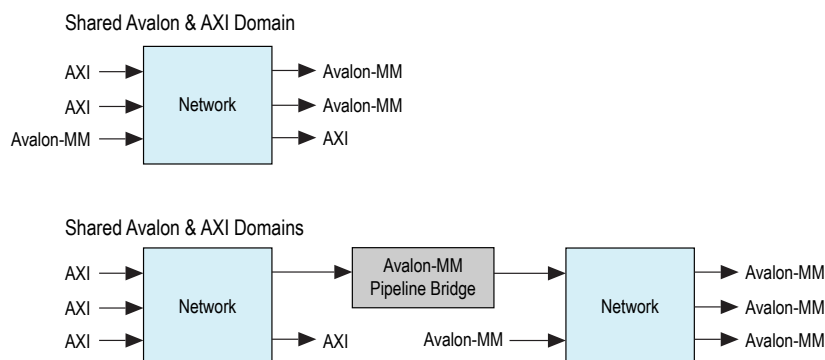 Shared Avalon & AXI Domain
AXI
AXI
Avalon-MM
Network
Avalon-MM
Avalon-MM
AXI
Shared Avalon & AXI Domains
AXI
AXI
AXI
Network
AXI
Avalon-MM
Pipeline Bridge
Avalon-MM
Network
Avalon-MM
Avalon-MM
Avalon-MM